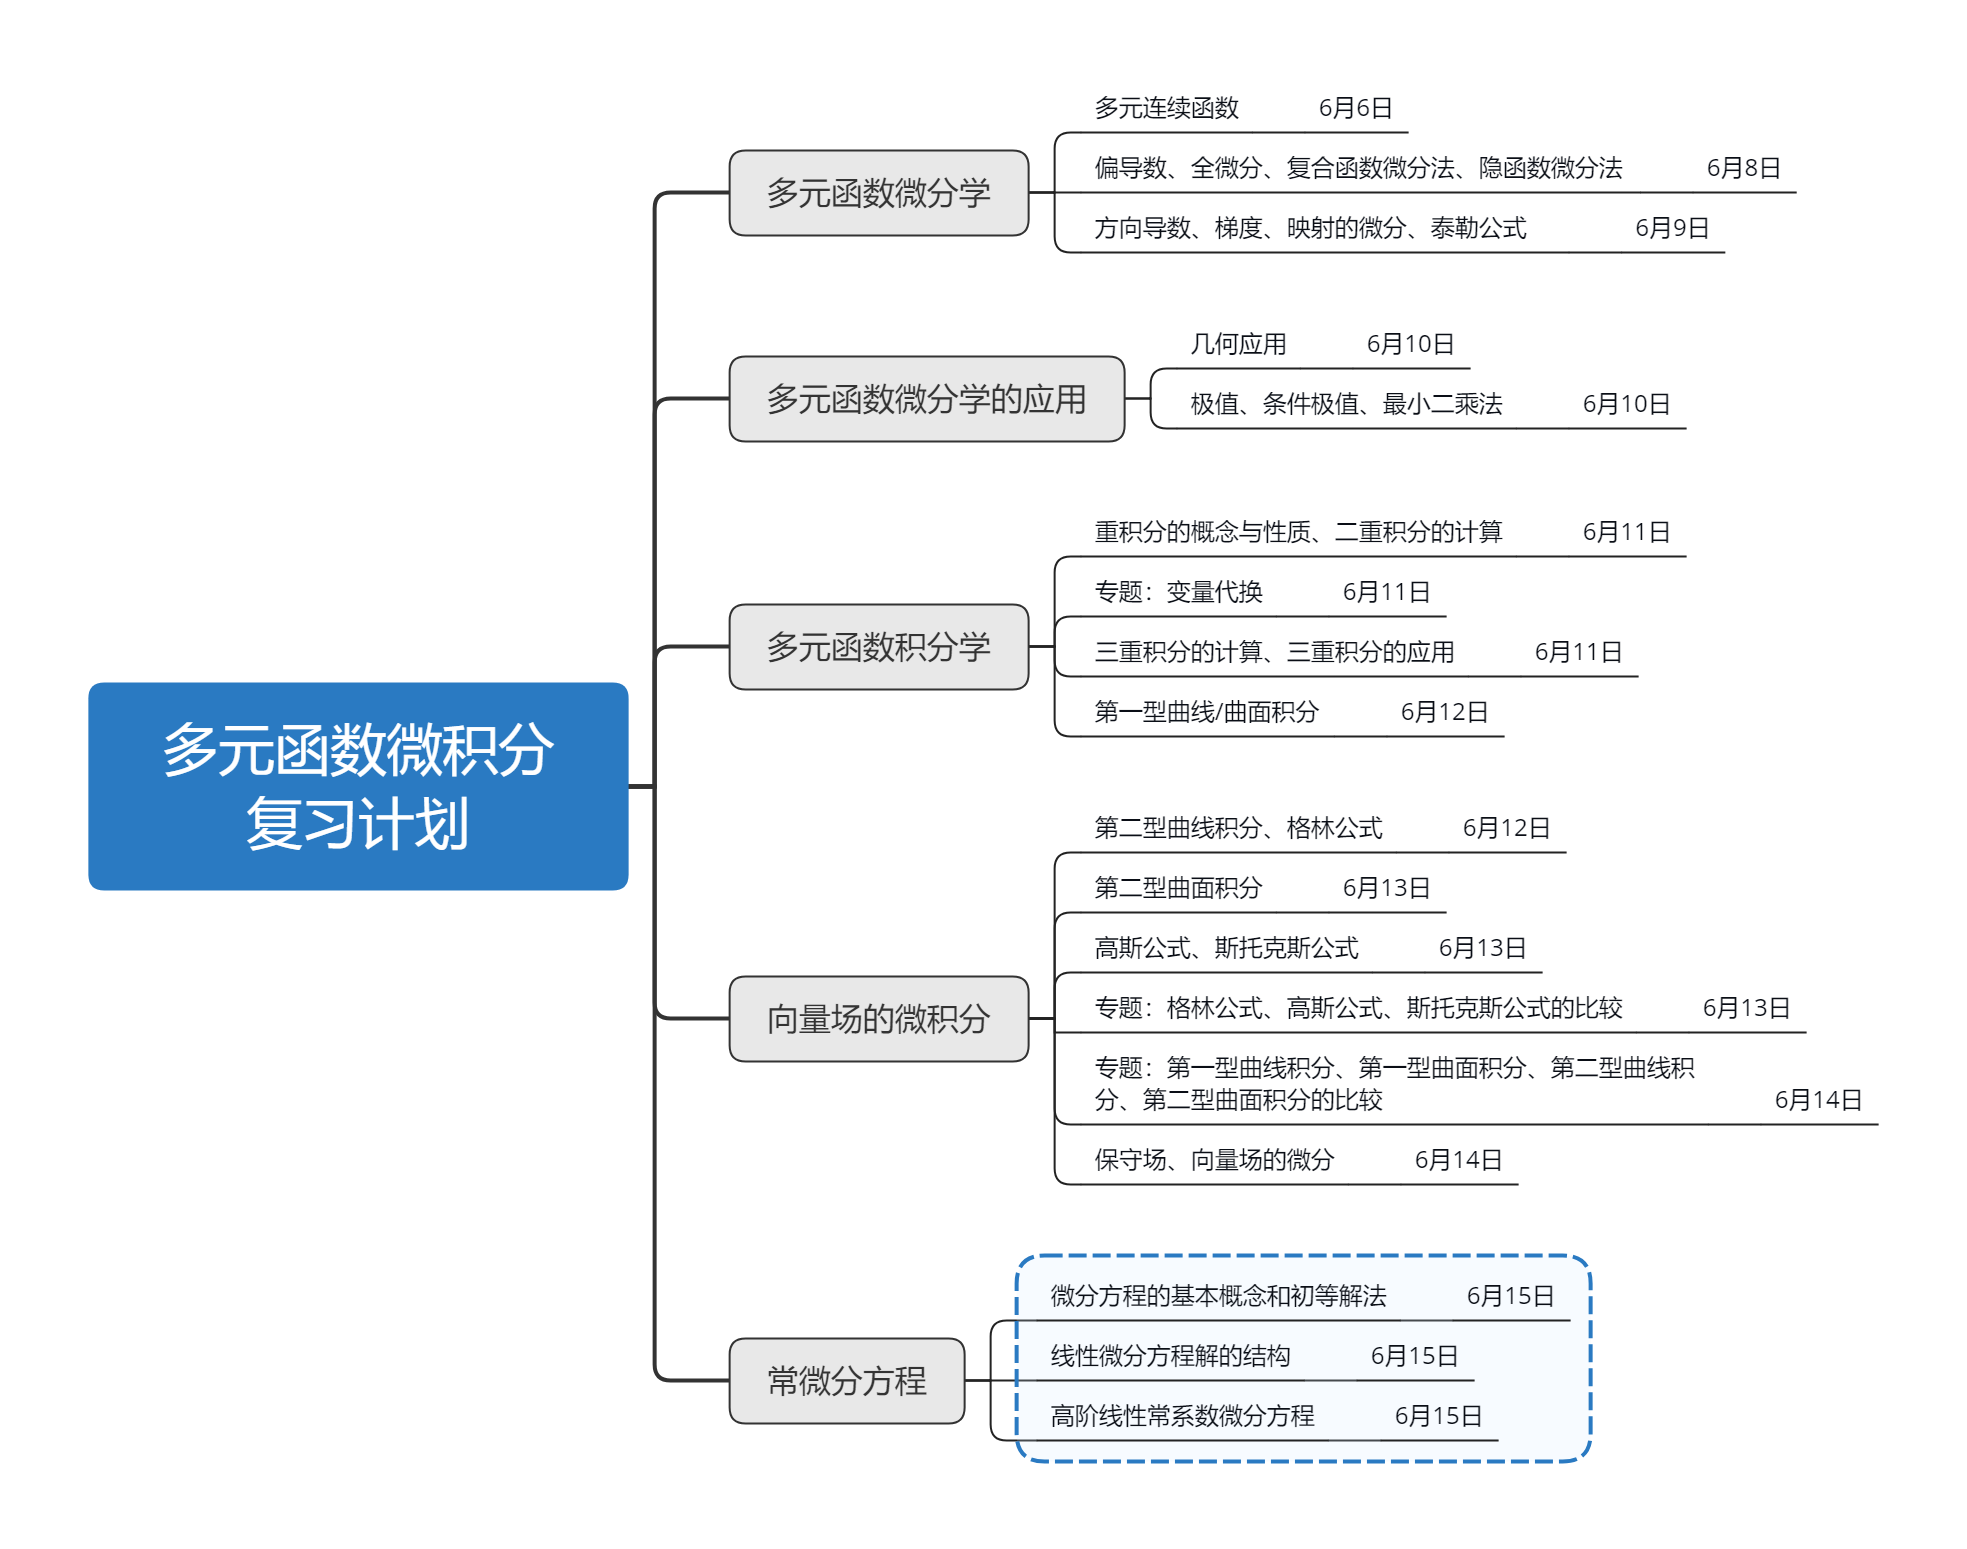 多元函数微积分
复习计划
多元函数微分学
多元连续函数 6月6日
偏导数、全微分、复合函数微分法、隐函数微分法 6月8日
方向导数、梯度、映射的微分、泰勒公式 6月9日
多元函数微分学的应用
几何应用 6月10日
极值、条件极值、最小二乘法 6月10日
多元函数积分学
重积分的概念与性质、二重积分的计算 6月11日
专题：变量代换 6月11日
三重积分的计算、三重积分的应用 6月11日
第一型曲线/曲面积分 6月12日
向量场的微积分
第二型曲线积分、格林公式 6月12日
第二型曲面积分 6月13日
高斯公式、斯托克斯公式 6月13日
专题：格林公式、高斯公式、斯托克斯公式的比较 6月13日
专题：第一型曲线积分、第一型曲面积分、第二型曲线积
分、第二型曲面积分的比较 6月14日
保守场、向量场的微分 6月14日
常微分方程
微分方程的基本概念和初等解法 6月15日
线性微分方程解的结构 6月15日
高阶线性常系数微分方程 6月15日